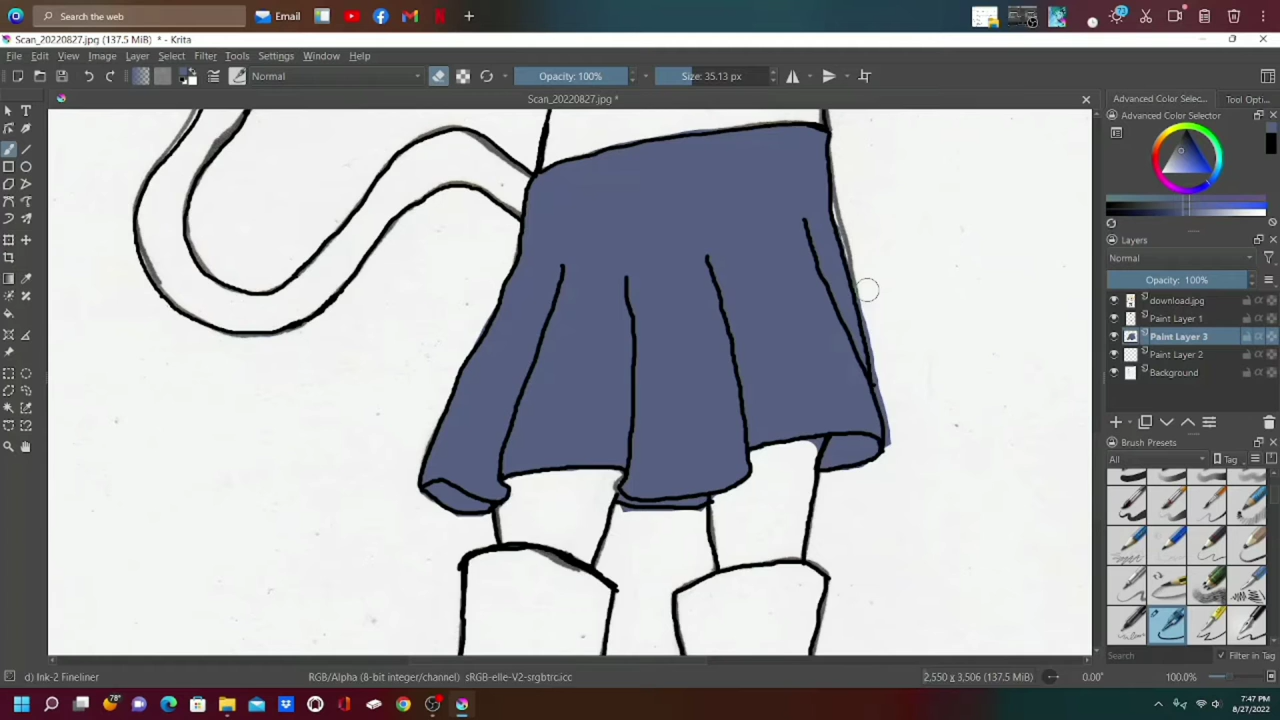 Search the web
Email
73
Scan_20220827.jpg (137.5 MiB) * - Krita
File Edit View Image Layer Select Filter Tools Settings Window Help
Normal
Opacity: 100%
Size: 35.13 px
Scan_20220827.jpg *
Advanced Color Selec...
Tool Opti...
Advanced Color Selector
Layers
Normal
Opacity: 100%
download.jpg
Paint Layer 1
Paint Layer 3
Paint Layer 2
Background
Brush Presets
All
Tag
Search
Filter in Tag
d) Ink-2 Fineliner
RGB/Alpha (8-bit integer/channel) sRGB-elle-V2-srgbtrc.icc
2,550 x 3,506 (137.5 MiB)
0.00°
100.0%
78°
7:47 PM
8/27/2022